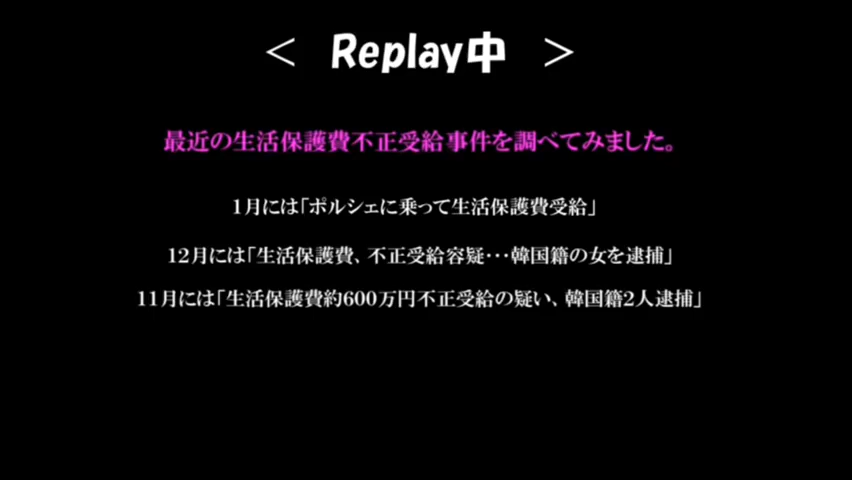 ＜ Replay中 ＞
最近の生活保護費不正受給事件を調べてみました。
1月には「ポルシェに乗って生活保護費受給」
12月には「生活保護費、不正受給容疑･･･韓国籍の女を逮捕」
11月には「生活保護費約600万円不正受給の疑い、韓国籍2人逮捕」